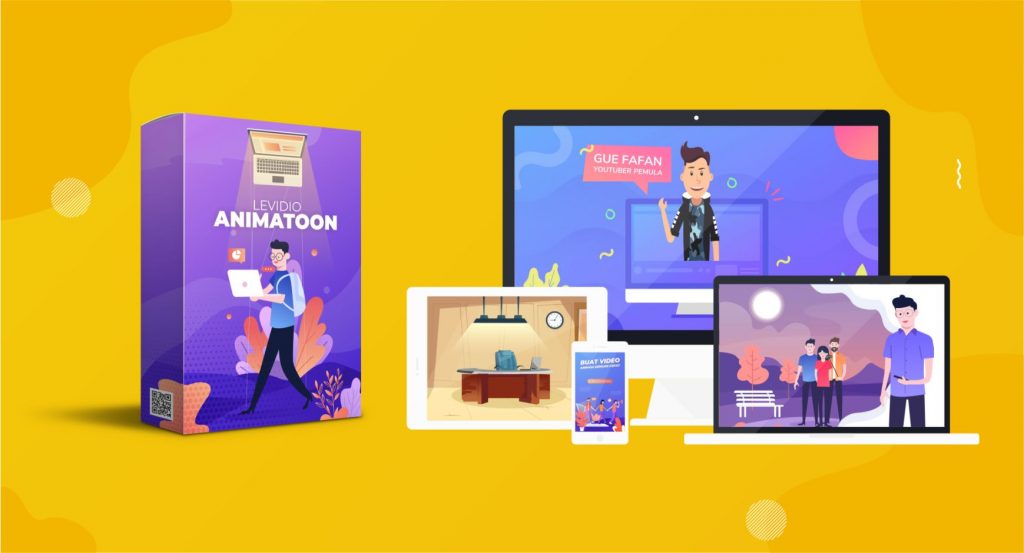 LEVIDIO
ANIMATOON
GUE FAFAN
YOUTUBER PEMULA
BUAT VIDEO